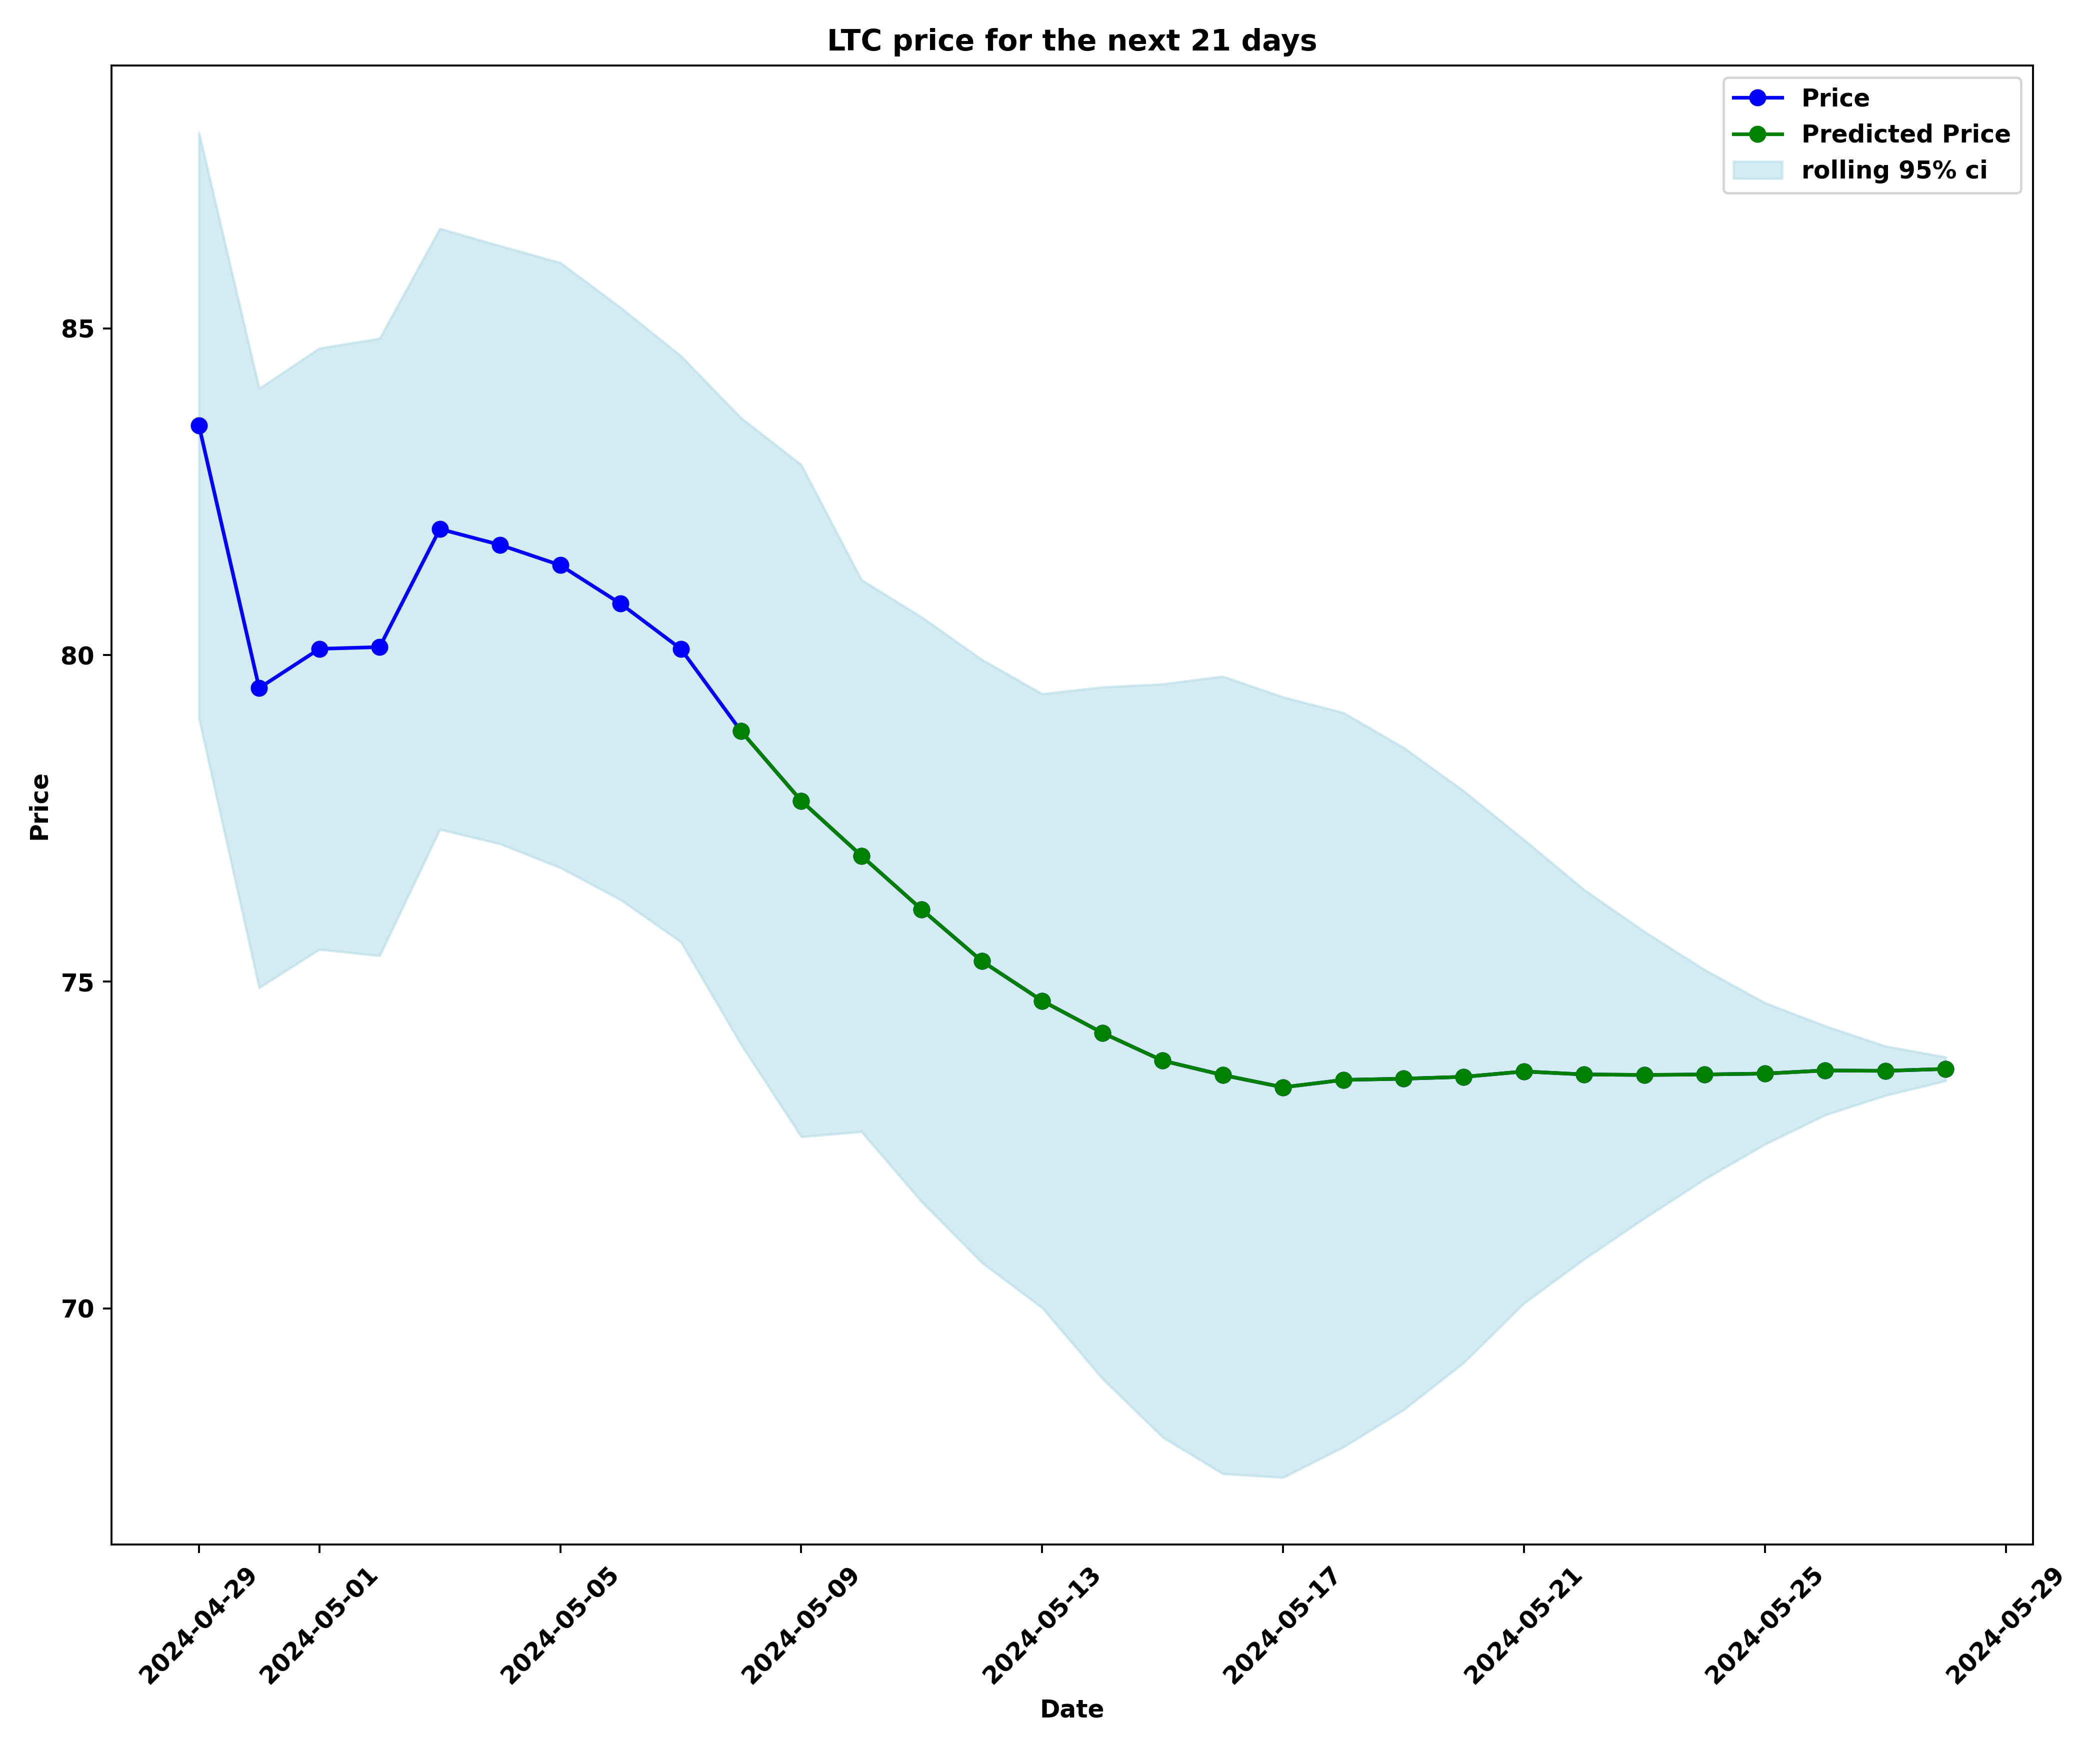 LTC price for the next 21 days
Price
Predicted Price
rolling 95% ci
85
80
75
70
Price
2024-04-29
2024-05-01
2024-05-05
2024-05-09
2024-05-13
2024-05-17
2024-05-21
2024-05-25
2024-05-29
Date